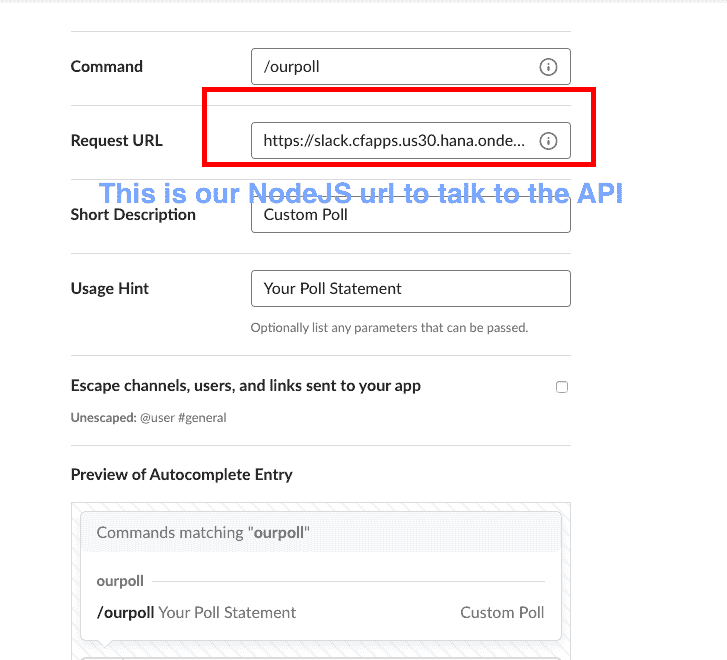 Command
/ourpoll
Request URL
https://slack.cfapps.us30.hana.onde...
This is our NodeJS url to talk to the API
Short Description
Custom Poll
Usage Hint
Your Poll Statement
Optionally list any parameters that can be passed.
Escape channels, users, and links sent to your app
Unescaped: @user #general
Preview of Autocomplete Entry
Commands matching "ourpoll"
ourpoll
/ourpoll Your Poll Statement Custom Poll